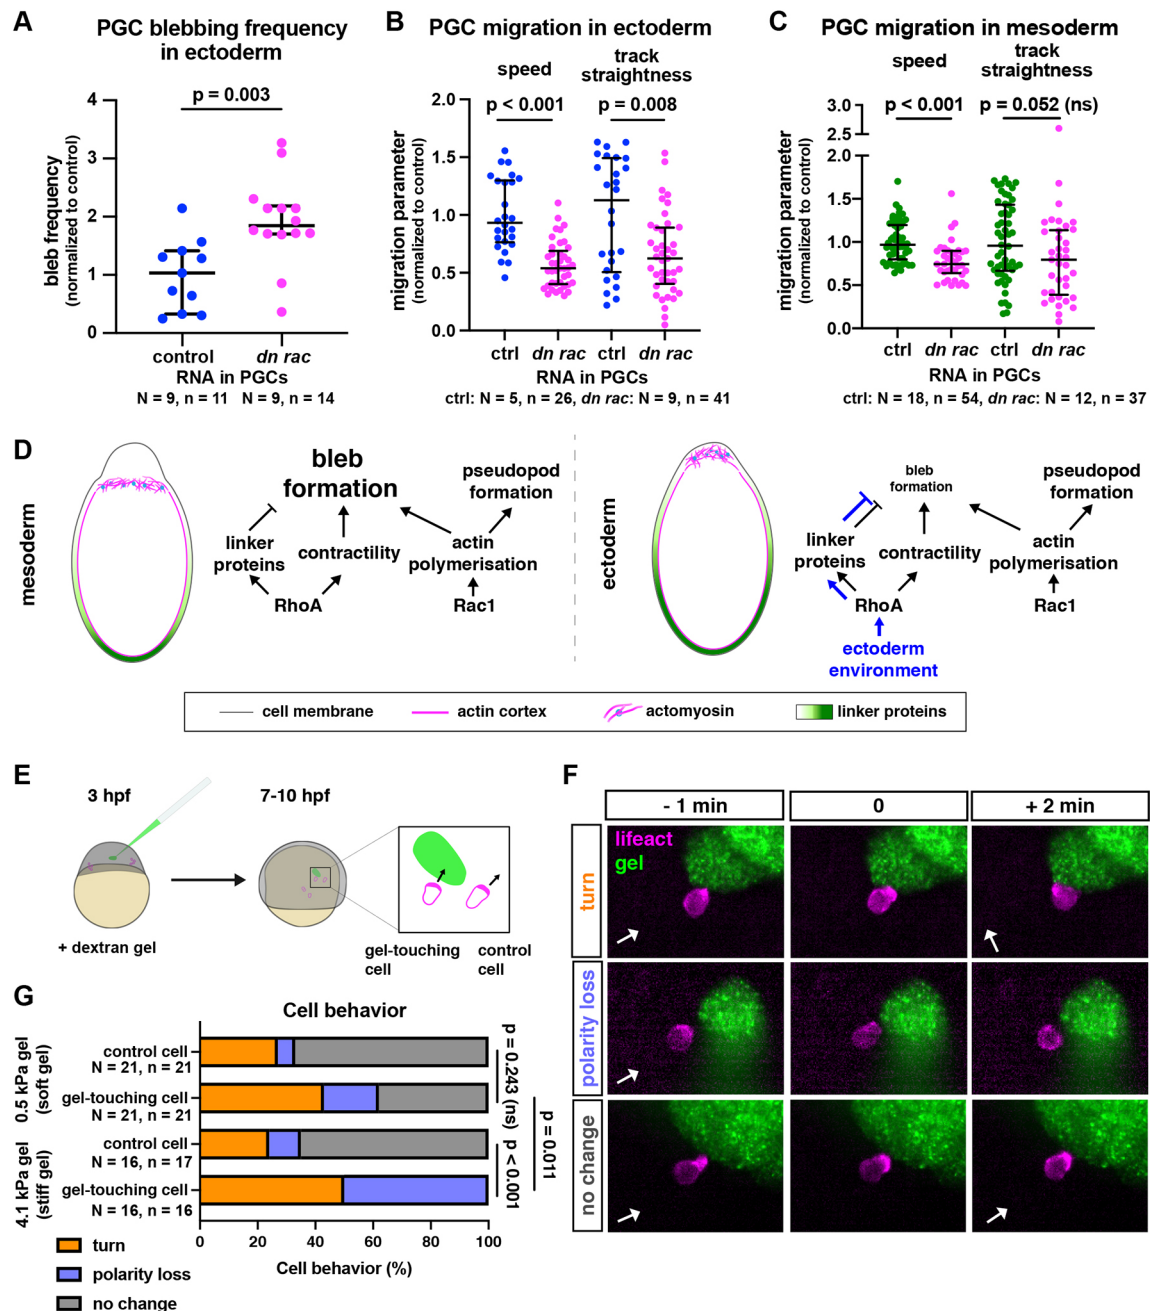 A
PGC blebbing frequency
in ectoderm
p = 0.003
bleb frequency
(normalized to control)
4
3
2
1
0
control
dn rac
RNA in PGCs
N = 9, n = 11
N = 9, n = 14
B
PGC migration in ectoderm
speed
track
straightness
p < 0.001
p = 0.008
migration parameter
(normalized to control)
2.0
1.5
1.0
0.5
0.0
ctrl
dn rac
ctrl
dn rac
RNA in PGCs
ctrl: N = 5, n = 26, dn rac: N = 9, n = 41
C
PGC migration in mesoderm
speed
track
straightness
p < 0.001
p = 0.052 (ns)
migration parameter
(normalized to control)
3.0
2.5
2.0
1.5
1.0
0.5
0.0
ctrl
dn rac
ctrl
dn rac
RNA in PGCs
ctrl: N = 18, n = 54, dn rac: N = 12, n = 37
D
mesoderm
bleb
formation
pseudopod
formation
linker
proteins
contractility
actin
polymerisation
RhoA
Rac1
ectoderm
bleb
formation
pseudopod
formation
linker
proteins
contractility
actin
polymerisation
RhoA
Rac1
ectoderm
environment
cell membrane
actin cortex
actomyosin
linker proteins
E
3 hpf
7-10 hpf
+ dextran gel
gel-touching
cell
control
cell
F
- 1 min
0
+ 2 min
lifeact
gel
turn
polarity loss
no change
G
Cell behavior
0.5 kPa gel
(soft gel)
control cell
N = 21, n = 21
gel-touching cell
N = 21, n = 21
4.1 kPa gel
(stiff gel)
control cell
N = 16, n = 17
gel-touching cell
N = 16, n = 16
p = 0.243 (ns)
p < 0.001
p = 0.011
0
20
40
60
80
100
Cell behavior (%)
turn
polarity loss
no change